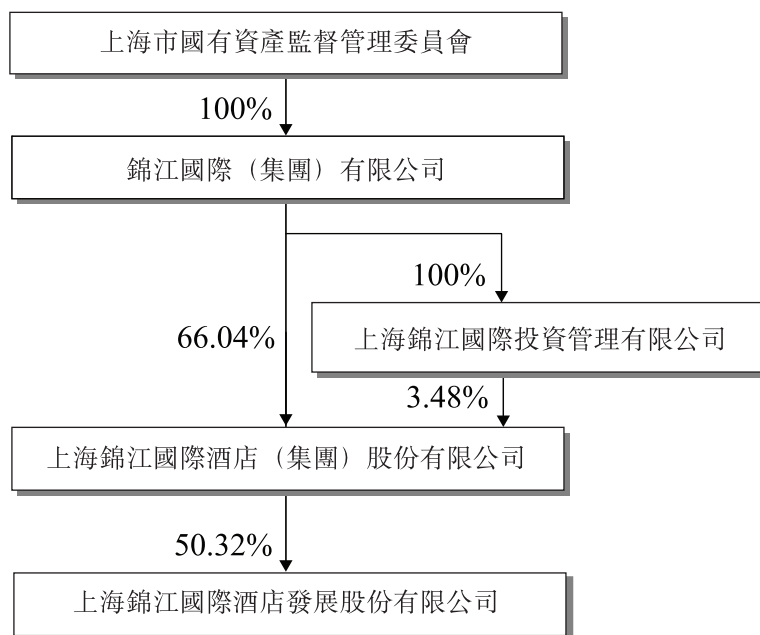 上海市國有資產監督管理委員會
100%
錦江國際（集團）有限公司
100%
上海錦江國際投資管理有限公司
66.04%
3.48%
上海錦江國際酒店（集團）股份有限公司
50.32%
上海錦江國際酒店發展股份有限公司